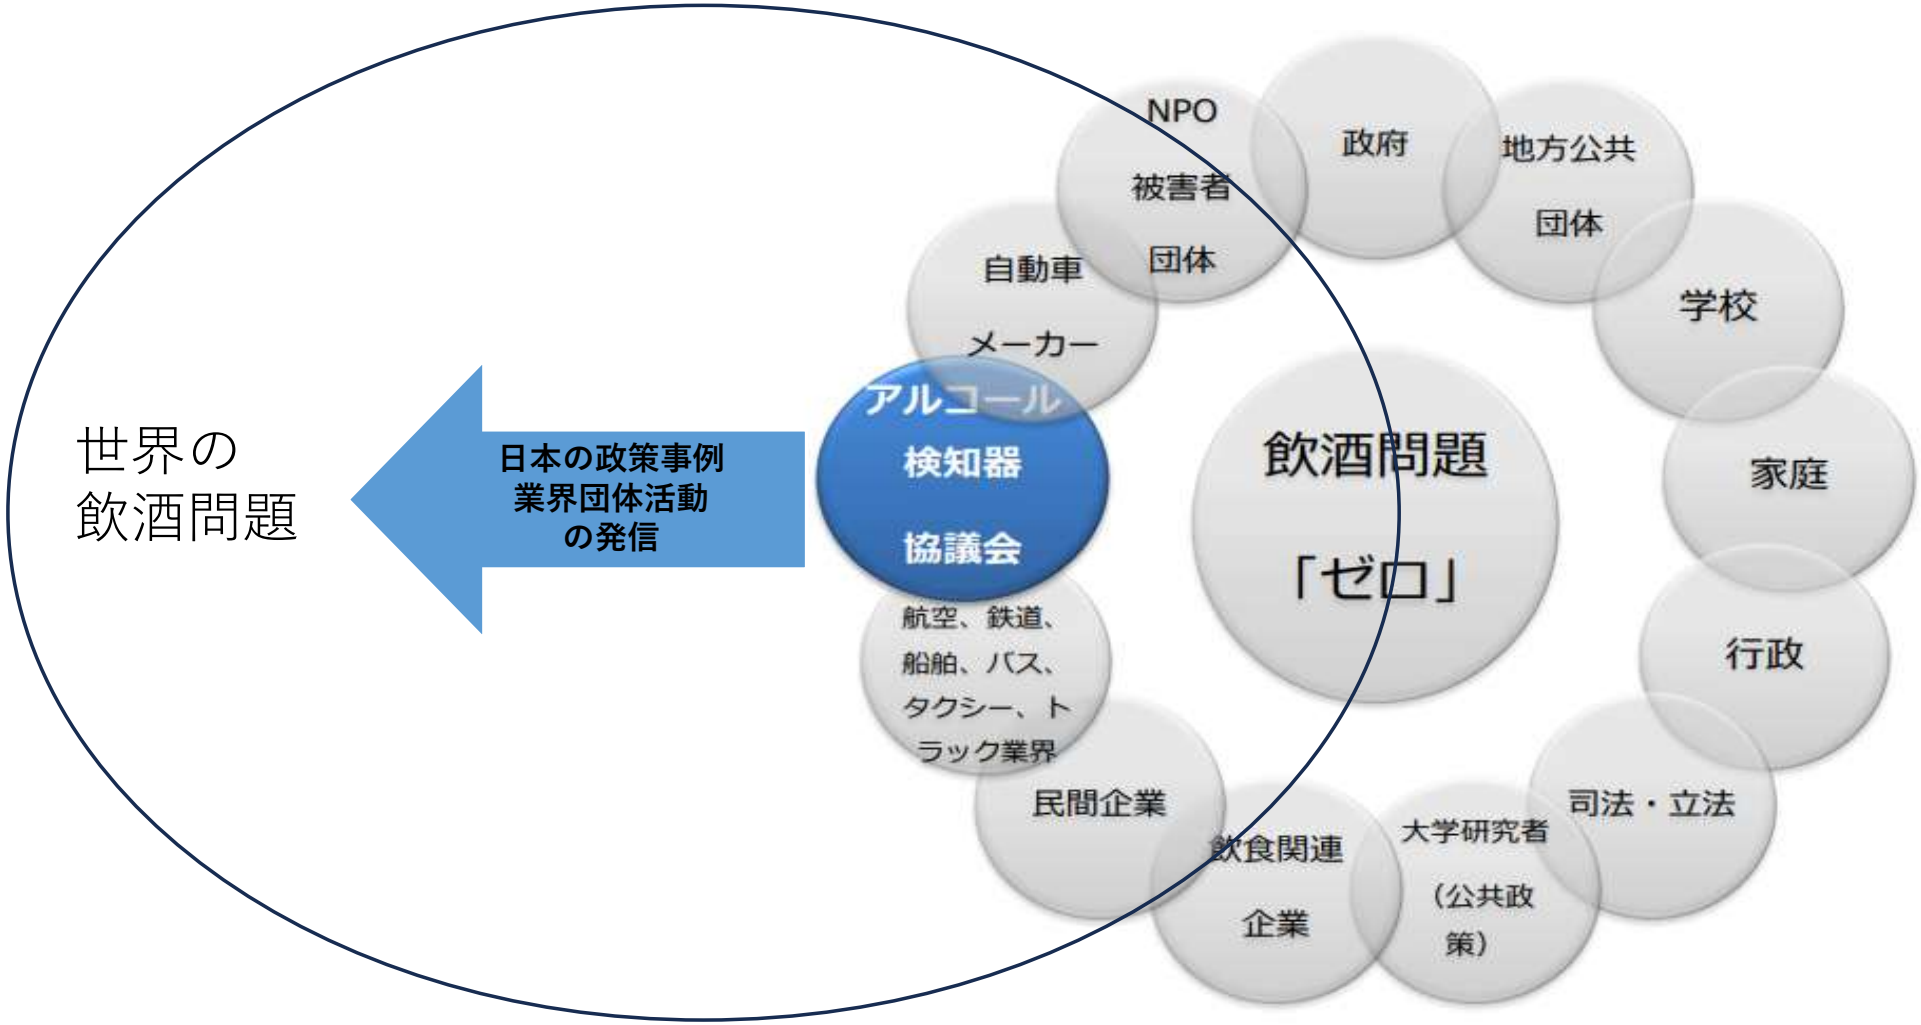 世界の
飲酒問題
日本の政策事例
業界団体活動
の発信
アルコール
検知器
協議会
自動車
メーカー
NPO
被害者
団体
政府
地方公共
団体
学校
家庭
行政
司法・立法
大学研究者
（公共政
策）
飲食関連
企業
民間企業
航空、鉄道、
船舶、バス、
タクシー、ト
ラック業界
飲酒問題
「ゼロ」